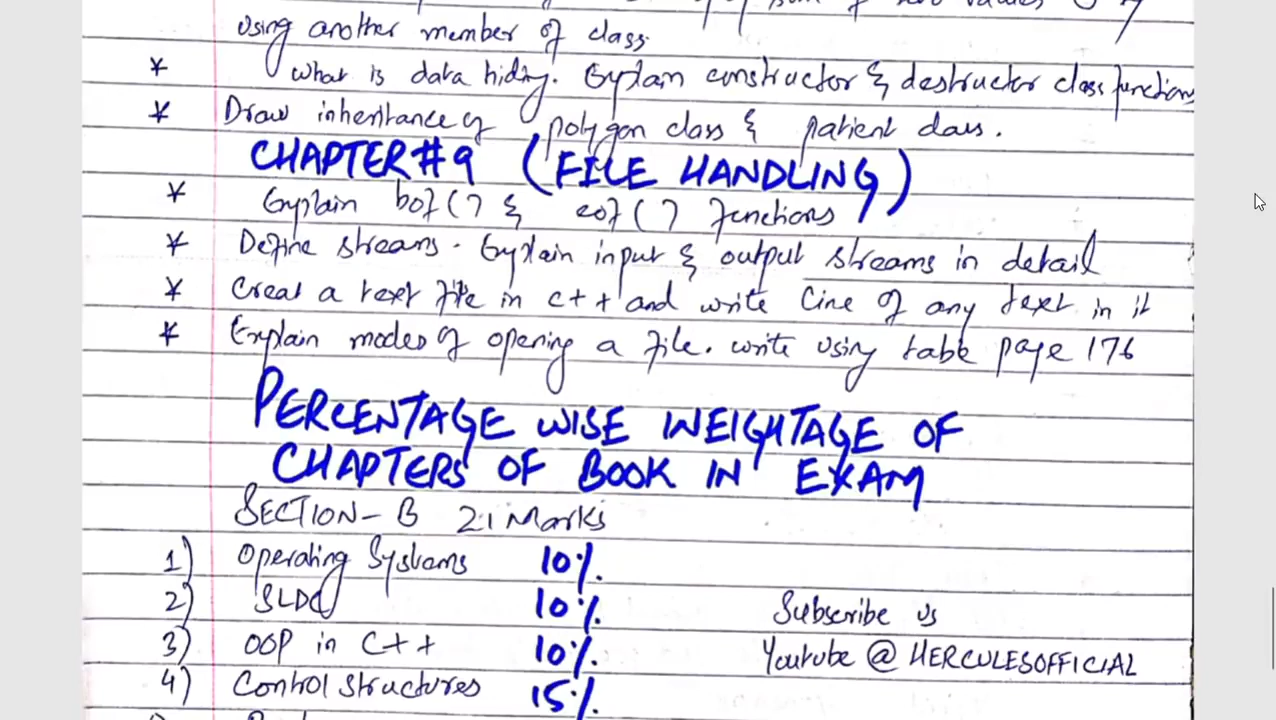 using another member of class.
* What is data hiding. Explain constructor & destructor class functions
* Draw inheritance of polygon class & patient class.
CHAPTER#9 (FILE HANDLING)
* Explain bof() & eof() functions
* Define streams. Explain input & output streams in detail
* Creat a text file in c++ and write Line of any text in it
* Explain modes of opening a file. write using table page 176
PERCENTAGE WISE WEIGHTAGE OF
CHAPTERS OF BOOK IN EXAM
SECTION-B 21 Marks
1) Operating Systems 10%.
2) SLDC 10%. Subscribe us
3) OOP in C++ 10%. Youtube @ HERCULESOFFICIAL
4) Control structures 15%.